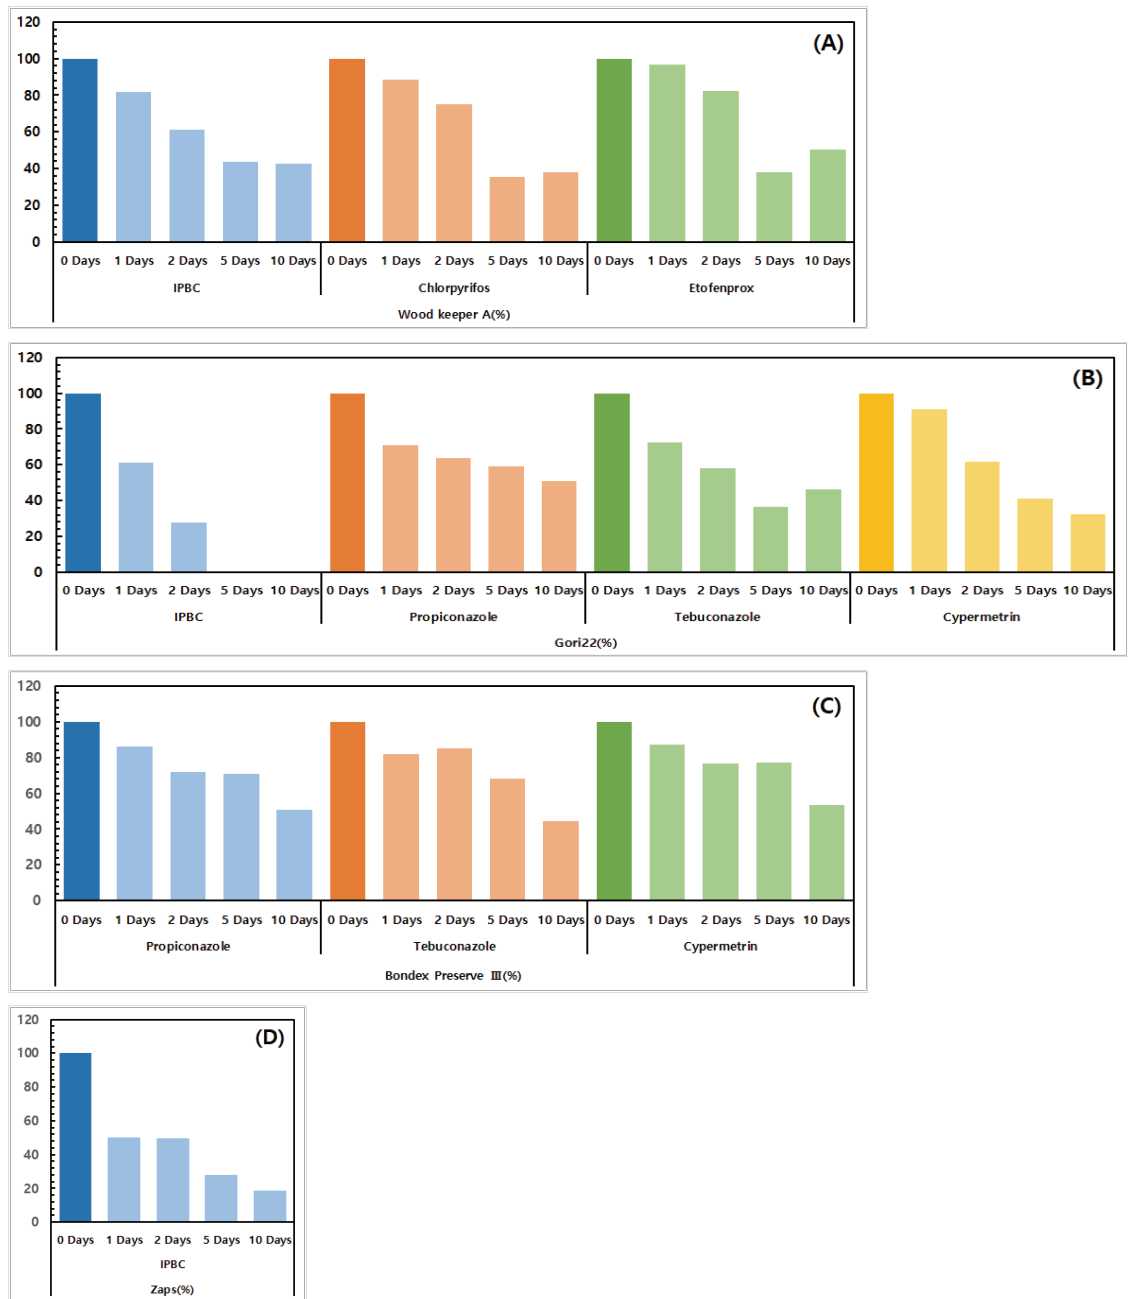 120
(A)
100
80
60
40
20
0
0 Days 1 Days 2 Days 5 Days 10 Days 0 Days 1 Days 2 Days 5 Days 10 Days 0 Days 1 Days 2 Days 5 Days 10 Days
IPBC Chlorpyrifos Etofenprox
Wood keeper A(%)
120
(B)
100
80
60
40
20
0
0 Days 1 Days 2 Days 5 Days 10 Days 0 Days 1 Days 2 Days 5 Days 10 Days 0 Days 1 Days 2 Days 5 Days 10 Days 0 Days 1 Days 2 Days 5 Days 10 Days
IPBC Propiconazole Tebuconazole Cypermetrin
Gori22(%)
120
(C)
100
80
60
40
20
0
0 Days 1 Days 2 Days 5 Days 10 Days 0 Days 1 Days 2 Days 5 Days 10 Days 0 Days 1 Days 2 Days 5 Days 10 Days
Propiconazole Tebuconazole Cypermetrin
Bondex Preserve Ⅲ(%)
120
(D)
100
80
60
40
20
0
0 Days 1 Days 2 Days 5 Days 10 Days
IPBC
Zaps(%)